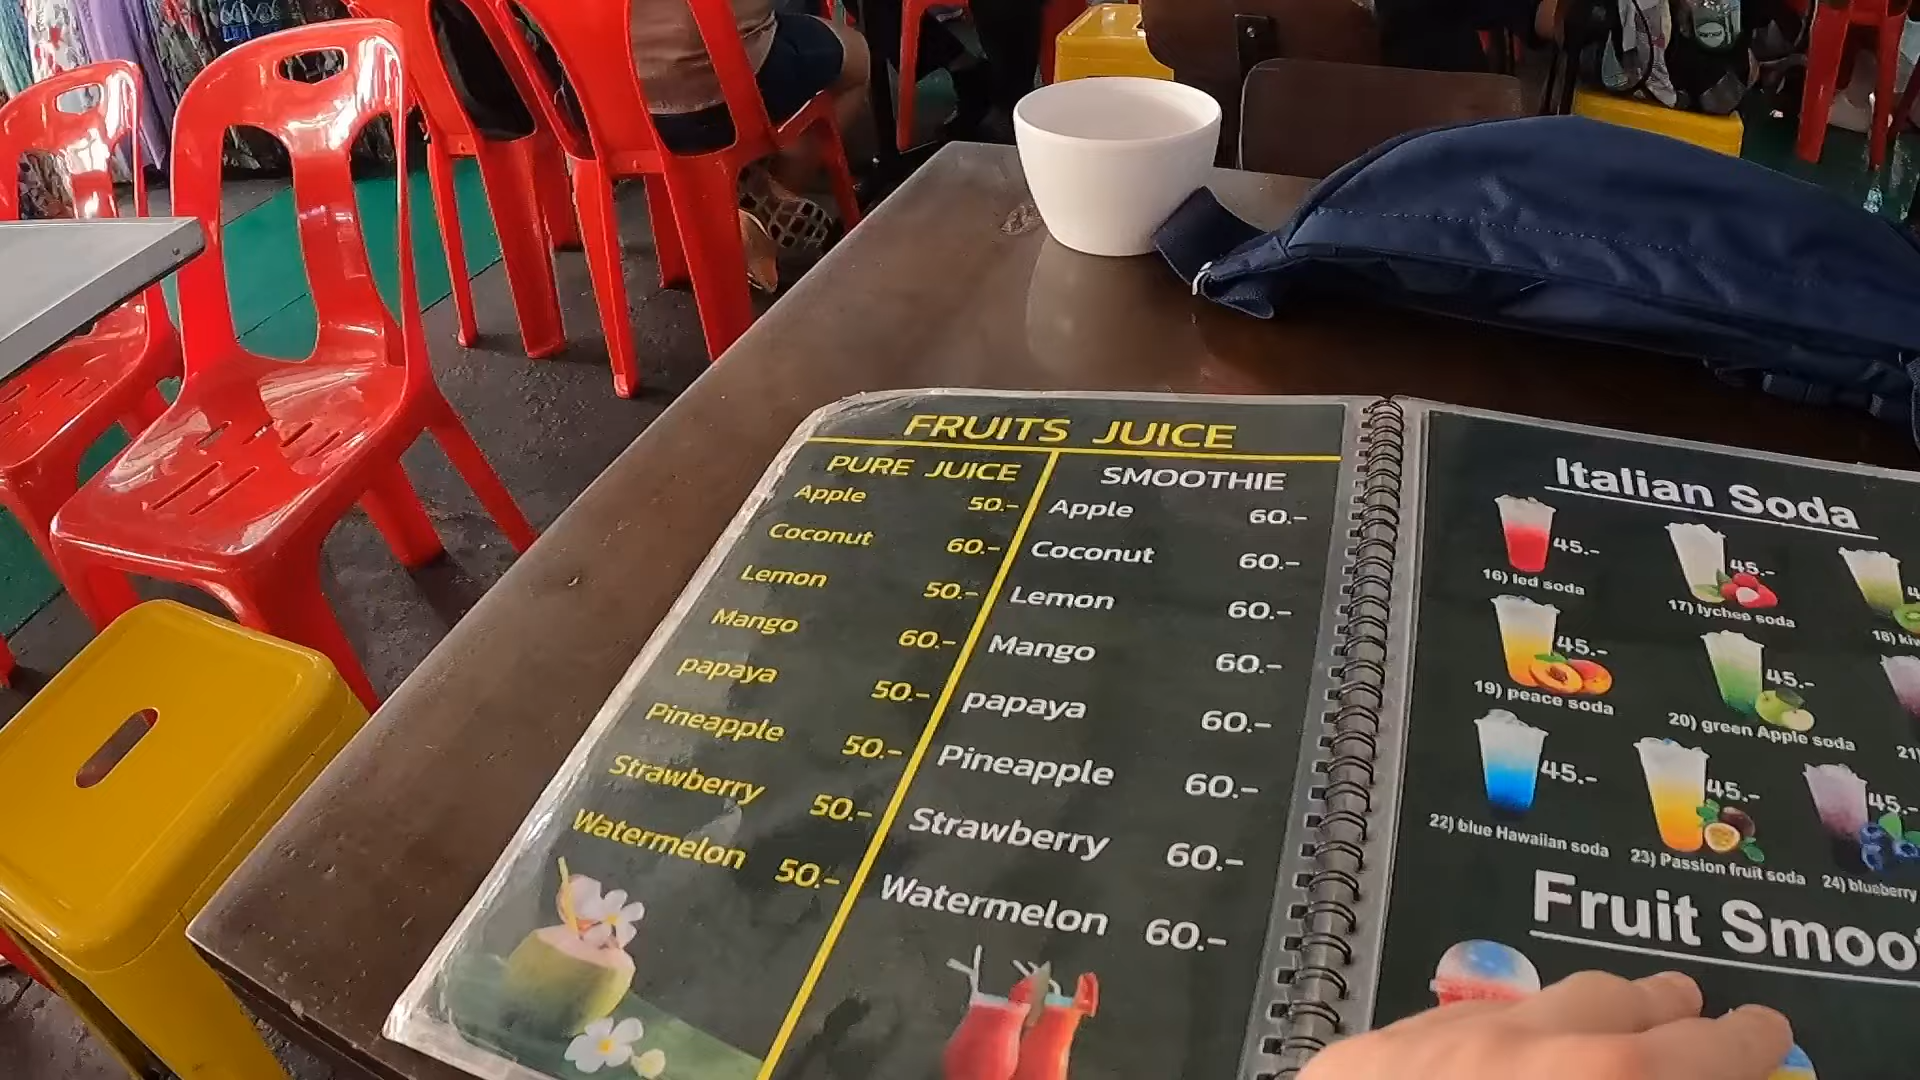 FRUITS JUICE
PURE JUICE
Apple 50.-
Coconut 60.-
Lemon 50.-
Mango 60.-
papaya 50.-
Pineapple 50.-
Strawberry 50.-
Watermelon 50.-
SMOOTHIE
Apple 60.-
Coconut 60.-
Lemon 60.-
Mango 60.-
papaya 60.-
Pineapple 60.-
Strawberry 60.-
Watermelon 60.-
Italian Soda
45.- 45.-
16) led soda 17) lychee soda 18)
45.- 45.-
19) peace soda 20) green Apple soda 21)
45.- 45.- 45.-
22) blue Hawaiian soda 23) Passion fruit soda 24) blueberry
Fruit Smoo